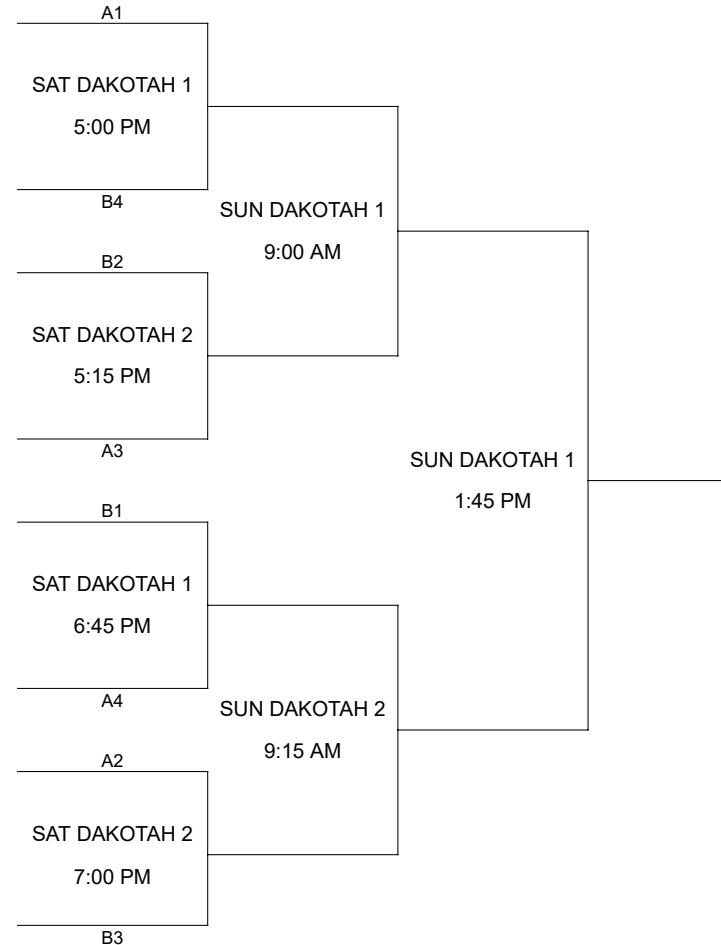 A1
SAT DAKOTAH 1
5:00 PM
B4
SUN DAKOTAH 1
9:00 AM
B2
SAT DAKOTAH 2
5:15 PM
A3
SUN DAKOTAH 1
1:45 PM
B1
SAT DAKOTAH 1
6:45 PM
A4
SUN DAKOTAH 2
9:15 AM
A2
SAT DAKOTAH 2
7:00 PM
B3